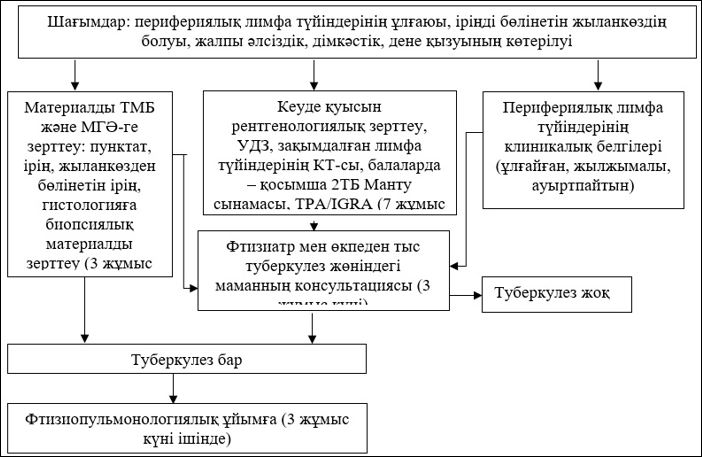 Шағымдар: перифериялық лимфа түйіндерінің ұлғаюы, іріңді бөлінетін жыланкөздің
болуы, жалпы әлсіздік, дімкәстік, дене қызуының көтерілуі
Материалды ТМБ
және МГӘ-ге
зерттеу: пунктат,
ірің, жыланкөзден
бөлінетін ірің,
гистологияға
биопсиялық
материалды
зерттеу (3 жұмыс
Кеуде қуысын
рентгенологиялық зерттеу,
УДЗ, зақымдалған лимфа
түйіндерінің КТ-сы, балаларда
– қосымша 2ТБ Манту
сынамасы, ТРА/IGRA (7 жұмыс
Перифериялық лимфа
түйіндерінің
клиникалық белгілері
(ұлғайған, жылжымалы,
ауыртпайтын)
Фтизиатр мен өкпеден тыс
туберкулез жөніндегі
маманның консультациясы (3
жұмыс күні)
Туберкулез жоқ
Туберкулез бар
Фтизиопульмонологиялық ұйымға (3 жұмыс
күні ішінде)